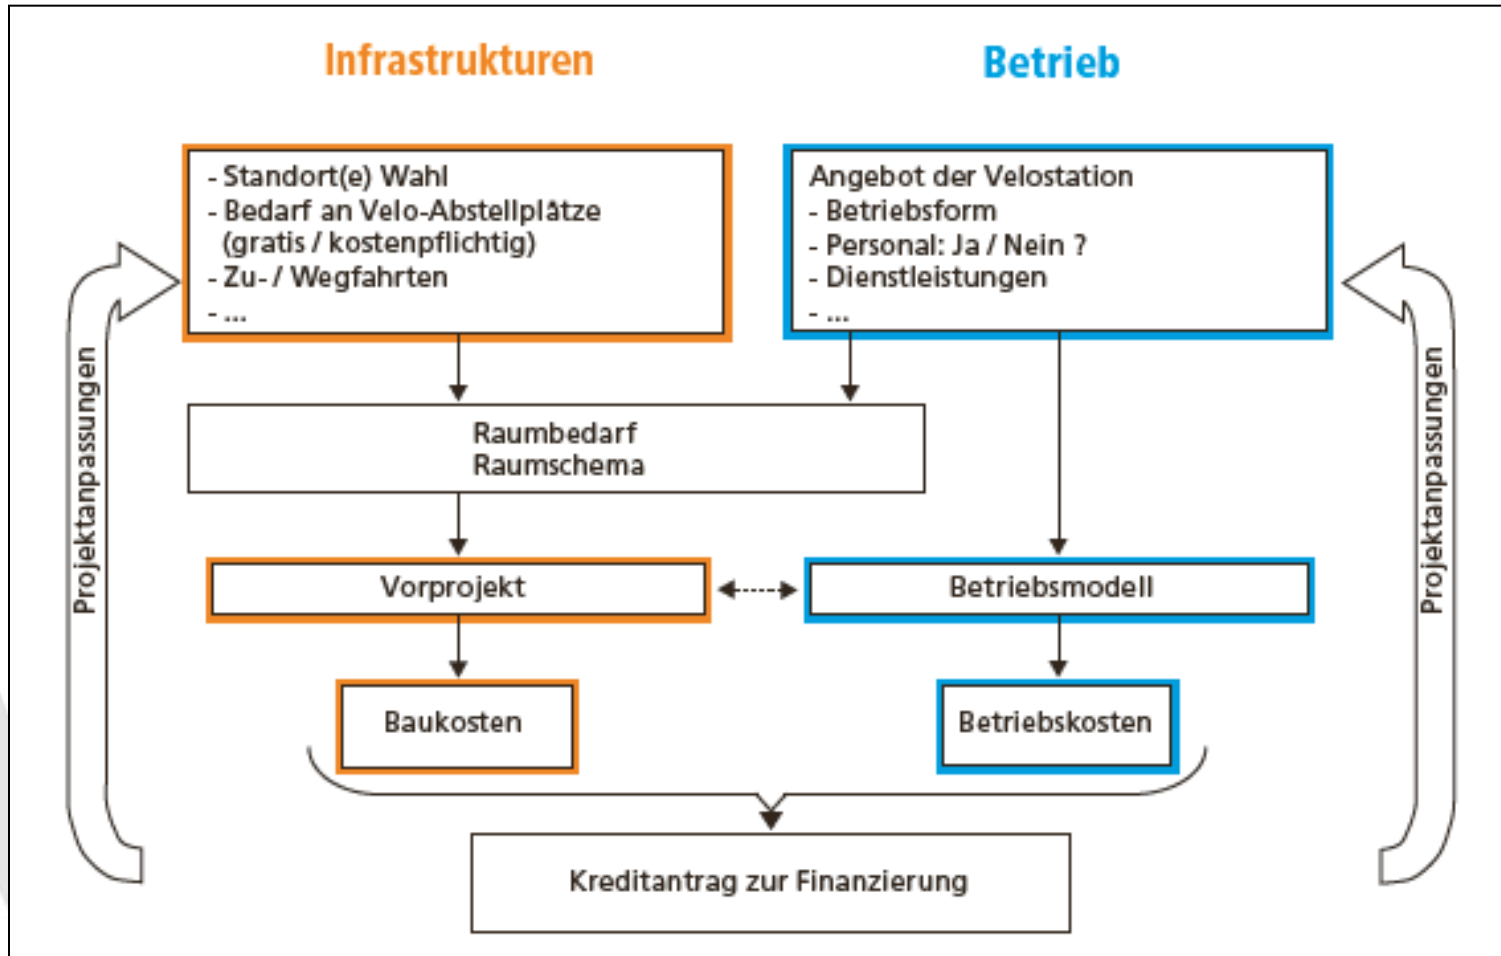 Infrastrukturen
Betrieb
- Standort(e) Wahl
- Bedarf an Velo-Abstellplätze
(gratis / kostenpflichtig)
- Zu- / Wegfahrten
- ...
Angebot der Velostation
- Betriebsform
- Personal: Ja / Nein ?
- Dienstleistungen
- ...
Projektanpassungen
Projektanpassungen
Raumbedarf
Raumschema
Vorprojekt
Betriebsmodell
Baukosten
Betriebskosten
Kreditantrag zur Finanzierung